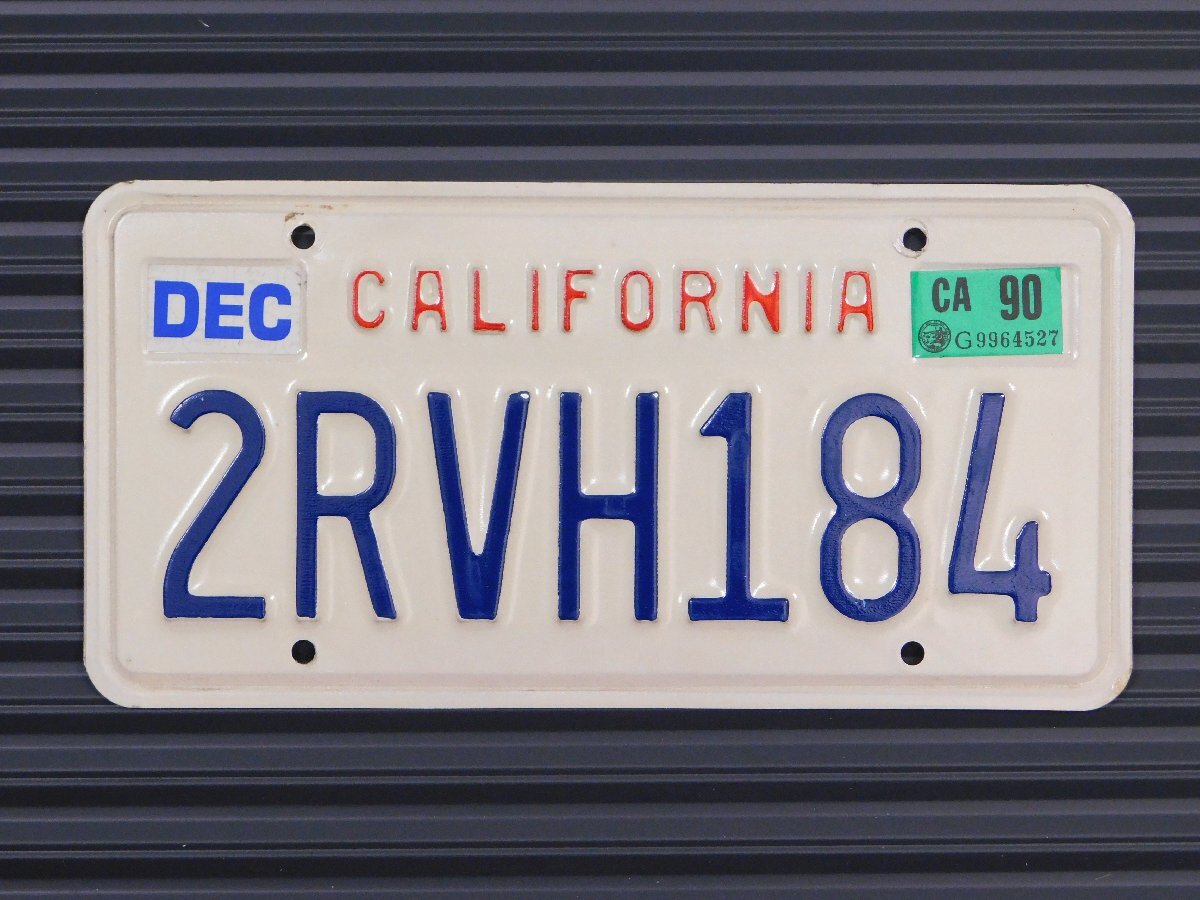 DEC
CALIFORNIA
CA 90
G9964527
2RVH184